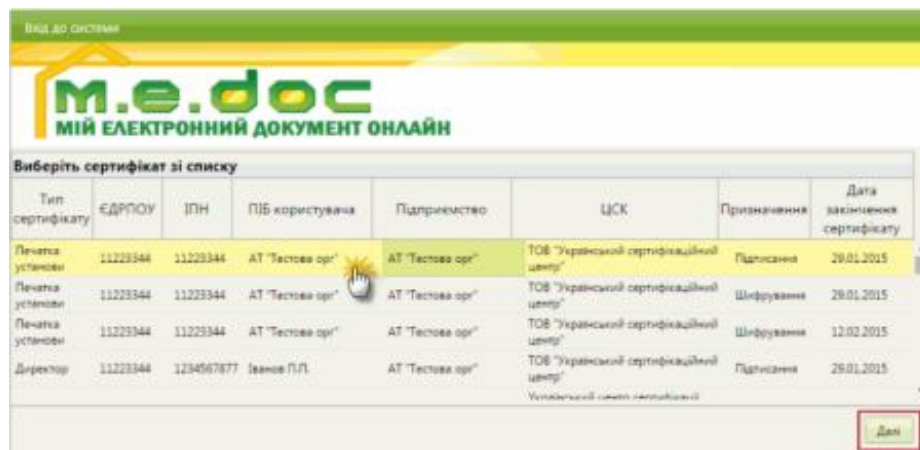 Вхід до системи
m.e.doc
МІЙ ЕЛЕКТРОННИЙ ДОКУМЕНТ ОНЛАЙН
Виберіть сертифікат зі списку
Тип сертифікату ЄДРПОУ ІПН ПІБ користувача Підприємство ЦСК Призначення Дата закінчення сертифікату
Печатка установи 11223344 11223344 АТ "Тестова орг" АТ "Тестова орг" ТОВ "Український сертифікаційний центр" Підписання 29.01.2015
Печатка установи 11223344 11223344 АТ "Тестова орг" АТ "Тестова орг" ТОВ "Український сертифікаційний центр" Шифрування 29.01.2015
Печатка установи 11223344 11223344 АТ "Тестова орг" АТ "Тестова орг" ТОВ "Український сертифікаційний центр" Шифрування 12.02.2015
Директор 11223344 1234567877 Іванов П.П. АТ "Тестова орг" ТОВ "Український сертифікаційний центр" Підписання 29.01.2015
Український центр сертифікації
Далі